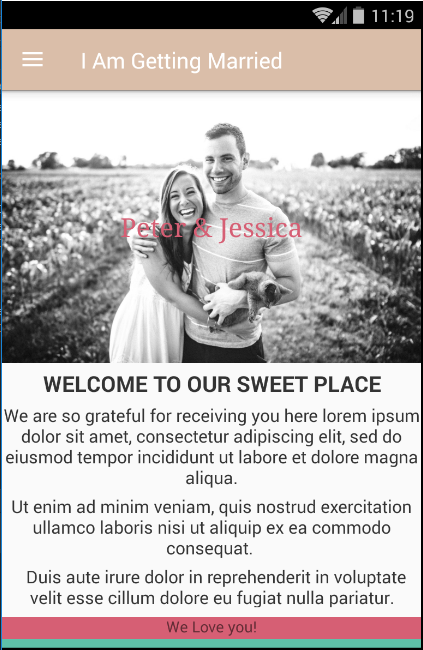 11:19
I Am Getting Married
Peter & Jessica
WELCOME TO OUR SWEET PLACE
We are so grateful for receiving you here lorem ipsum
dolor sit amet, consectetur adipiscing elit, sed do
eiusmod tempor incididunt ut labore et dolore magna
aliqua.
Ut enim ad minim veniam, quis nostrud exercitation
ullamco laboris nisi ut aliquip ex ea commodo
consequat.
Duis aute irure dolor in reprehenderit in voluptate
velit esse cillum dolore eu fugiat nulla pariatur.
We Love you!